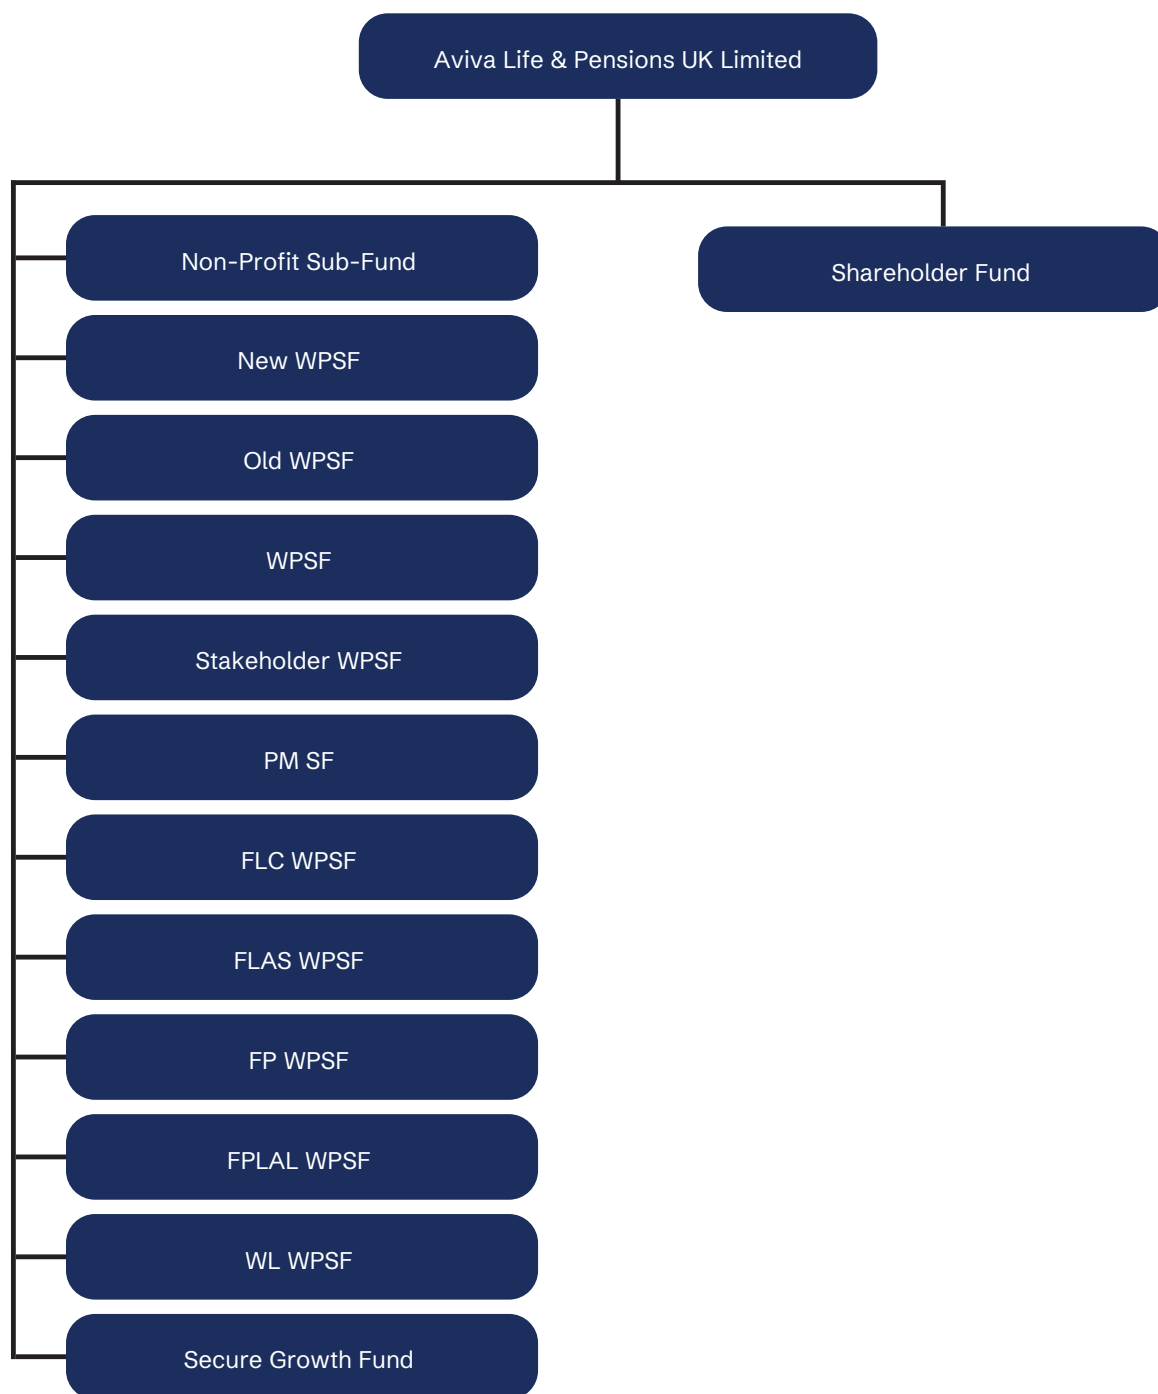 Aviva Life & Pensions UK Limited
Non-Profit Sub-Fund
Shareholder Fund
New WPSF
Old WPSF
WPSF
Stakeholder WPSF
PM SF
FLC WPSF
FLAS WPSF
FP WPSF
FPLAL WPSF
WL WPSF
Secure Growth Fund